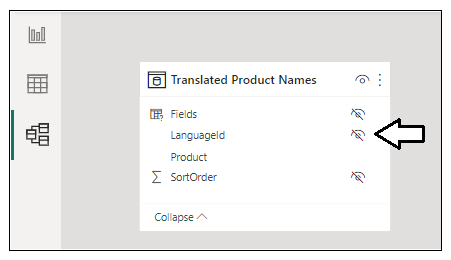 Translated Product Names
Fields
LanguageId
Product
SortOrder
Collapse